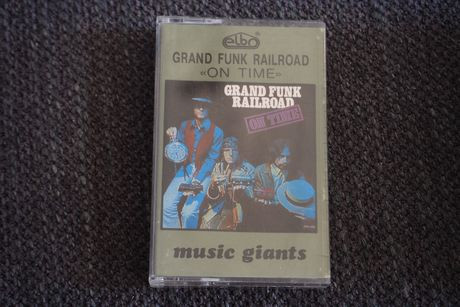 elbo
GRAND FUNK RAILROAD
«ON TIME»
GRAND FUNK
RAILROAD
ON TIME
music giants